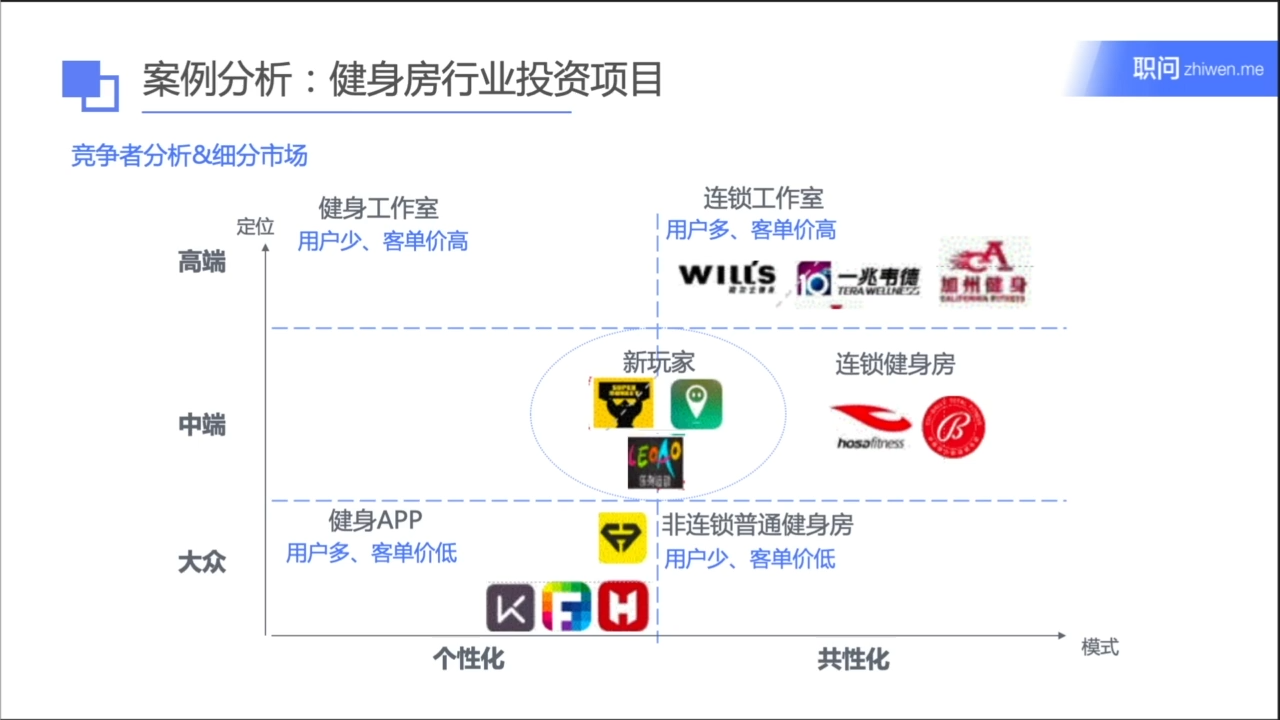 案例分析：健身房行业投资项目
职问 zhiwen.me
竞争者分析&细分市场
定位
健身工作室
用户少、客单价高
连锁工作室
用户多、客单价高
高端
WILL'S
一兆韦德
TERA WELLNESS
加州健身
CALIFORNIA FITNESS
新玩家
连锁健身房
SUPER
MONKEY
hosafitness
中端
LEOAO
健身APP
用户多、客单价低
非连锁普通健身房
用户少、客单价低
大众
个性化
共性化
模式